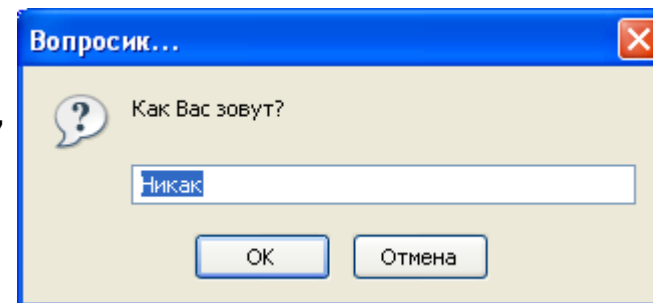 Вопросик...
Как Вас зовут?
Никак
OK
Отмена